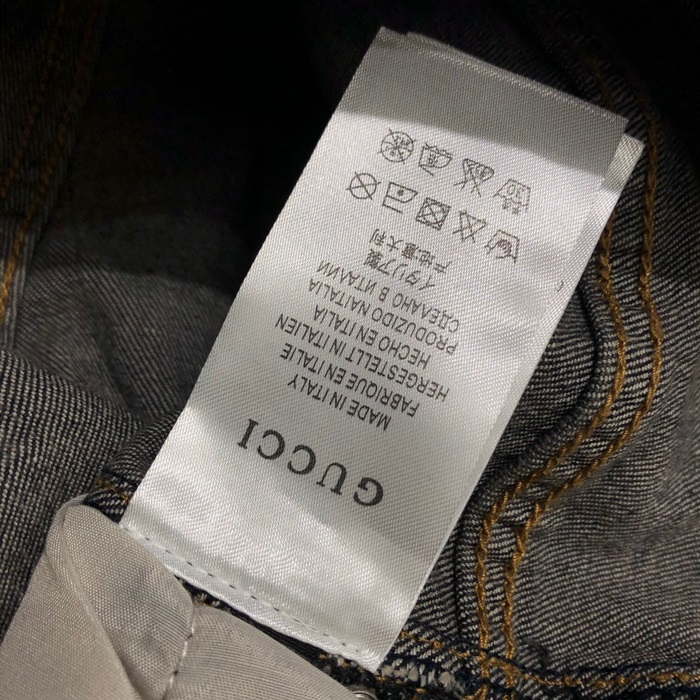 GUCCI
MADE IN ITALY
FABRIQUE EN ITALIE
HERGESTELLT IN ITALIEN
HECHO EN ITALIA
PRODUZIDO NA ITALIA
СДЕЛАНО В ИТАЛИИ
イタリア製
产地意大利